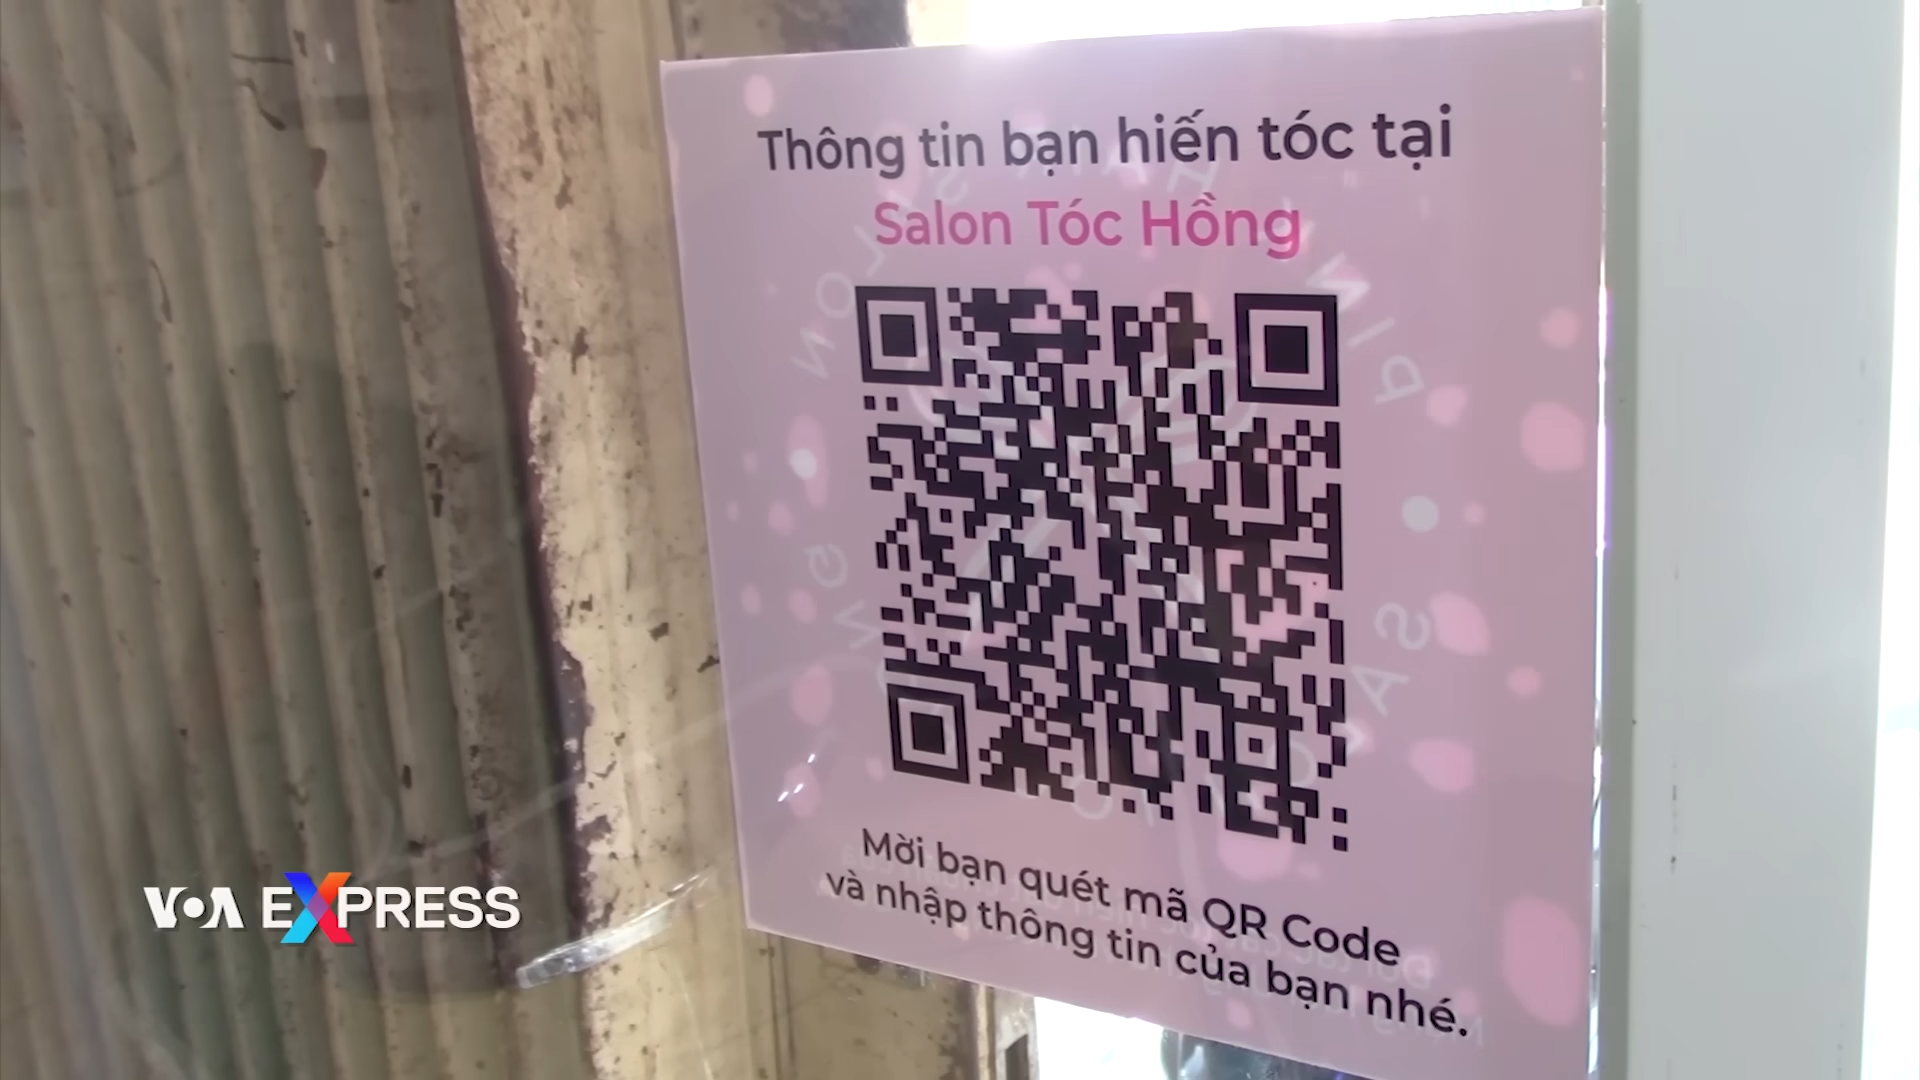 Thông tin bạn hiến tóc tại
Salon Tóc Hồng
Mời bạn quét mã QR Code
và nhập thông tin của bạn nhé.
VOA EXPRESS